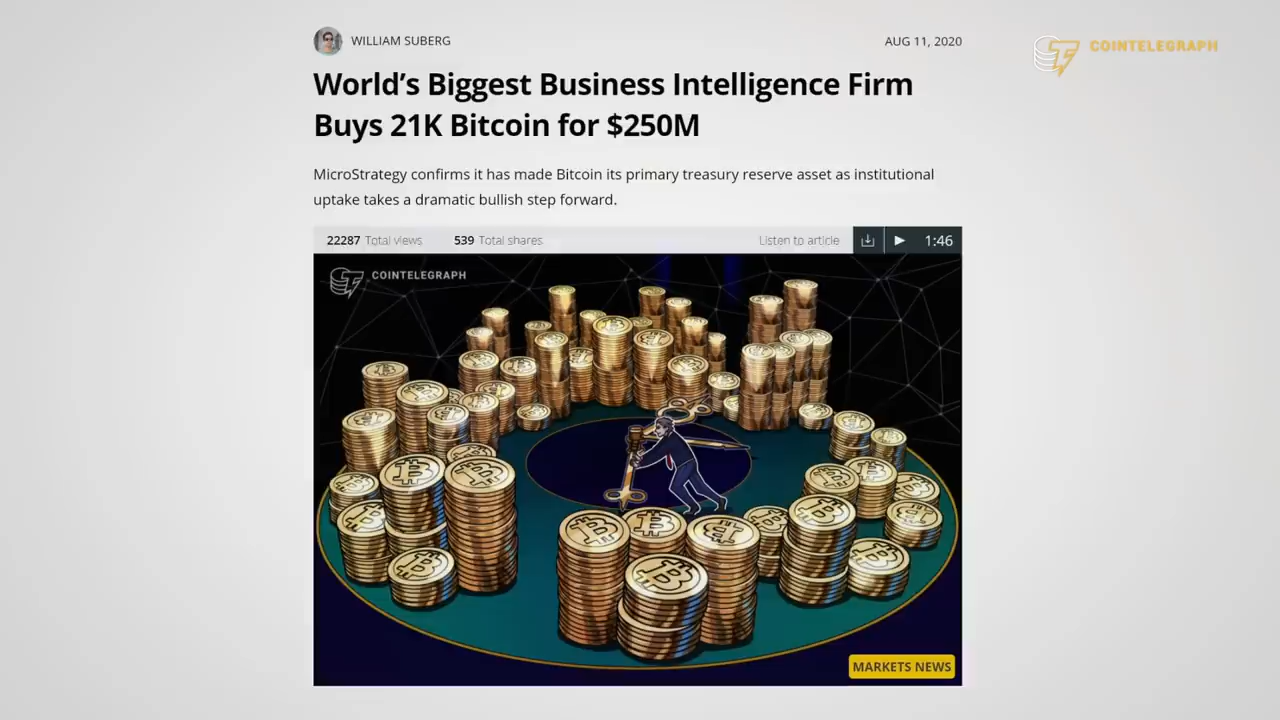 WILLIAM SUBERG
AUG 11, 2020
COINTELEGRAPH
World’s Biggest Business Intelligence Firm
Buys 21K Bitcoin for $250M
MicroStrategy confirms it has made Bitcoin its primary treasury reserve asset as institutional
uptake takes a dramatic bullish step forward.
22287 Total views 539 Total shares Listen to article 1:46
COINTELEGRAPH
MARKETS NEWS